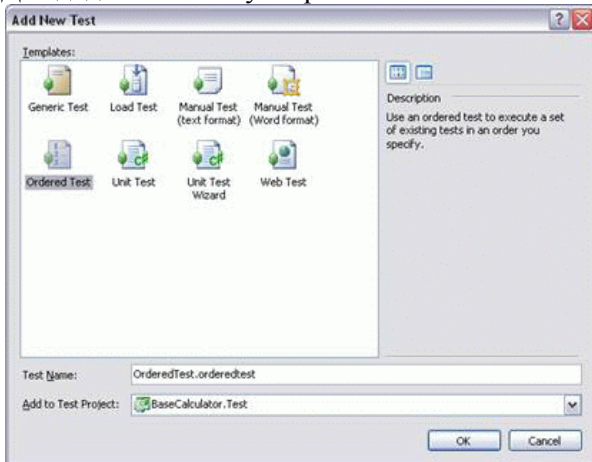 Add New Test
Templates:
Generic Test
Load Test
Manual Test
(text format)
Manual Test
(Word format)
Ordered Test
Unit Test
Unit Test
Wizard
Web Test
Description
Use an ordered test to execute a set
of existing tests in an order you
specify.
Test Name:
OrderedTest.orderedtest
Add to Test Project:
BaseCalculator.Test
OK
Cancel